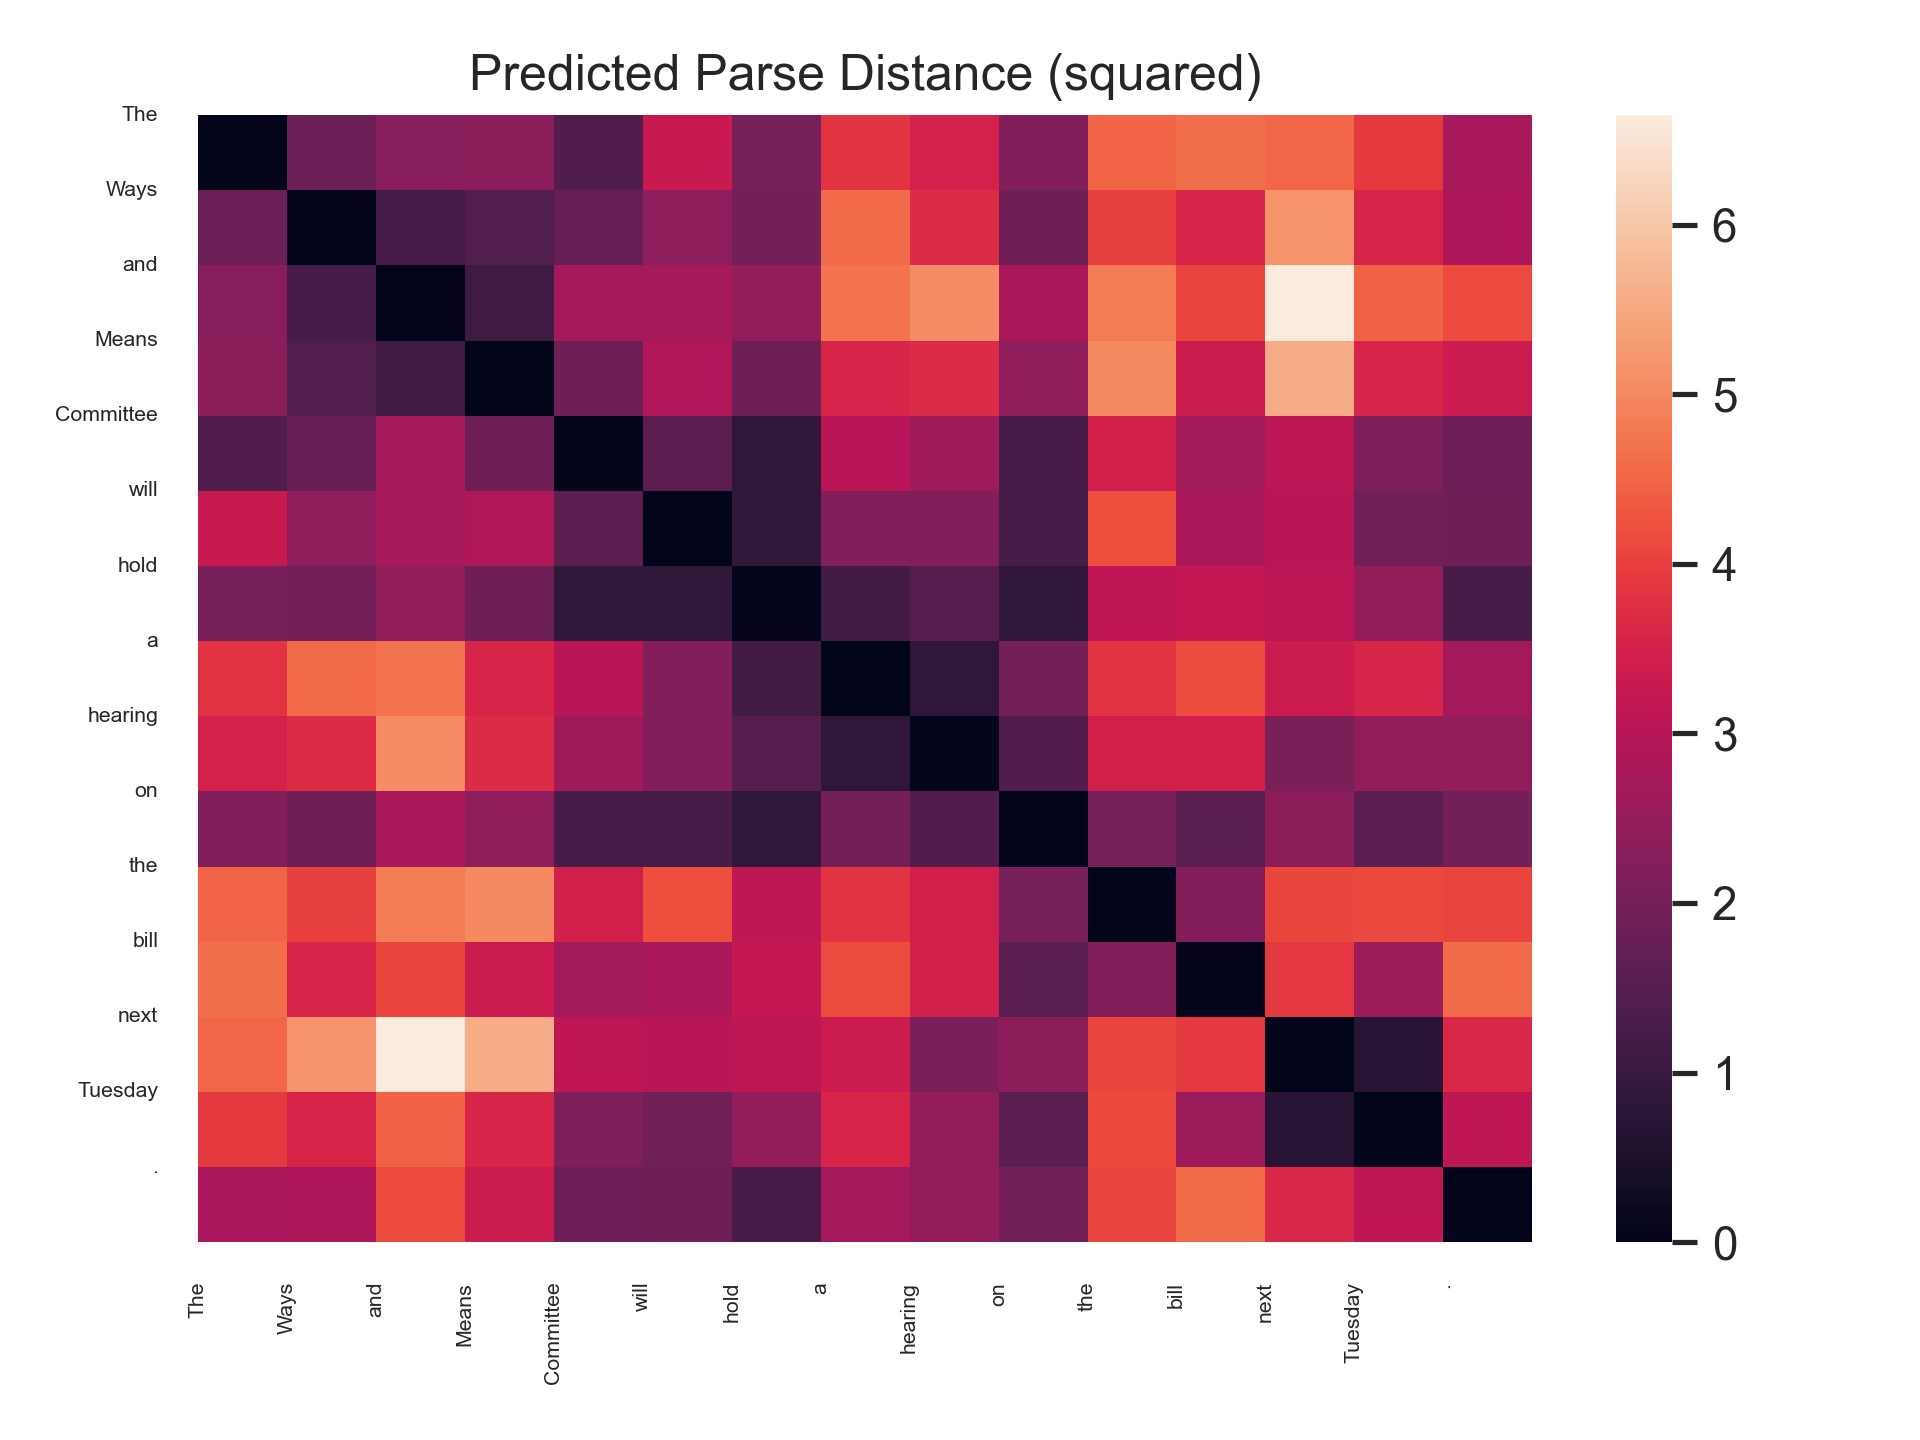 Predicted Parse Distance (squared)
The
Ways
and
Means
Committee
will
hold
a
hearing
on
the
bill
next
Tuesday
.
6
5
4
3
2
1
0
The
Ways
and
Means
Committee
will
hold
a
hearing
on
the
bill
next
Tuesday
.